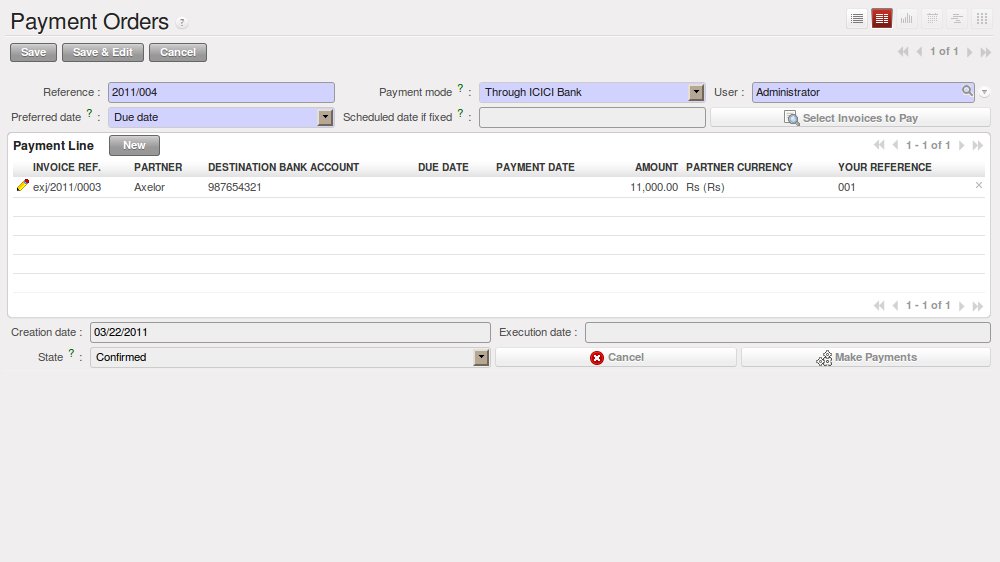 Payment Orders ?
Save Save & Edit Cancel 1 of 1
Reference : 2011/004 Payment mode ? : Through ICICI Bank User : Administrator
Preferred date ? : Due date Scheduled date if fixed ? : Select Invoices to Pay
Payment Line New 1 - 1 of 1
INVOICE REF. PARTNER DESTINATION BANK ACCOUNT DUE DATE PAYMENT DATE AMOUNT PARTNER CURRENCY YOUR REFERENCE
exj/2011/0003 Axelor 987654321 11,000.00 Rs (Rs) 001
1 - 1 of 1
Creation date : 03/22/2011 Execution date :
State ? : Confirmed Cancel Make Payments